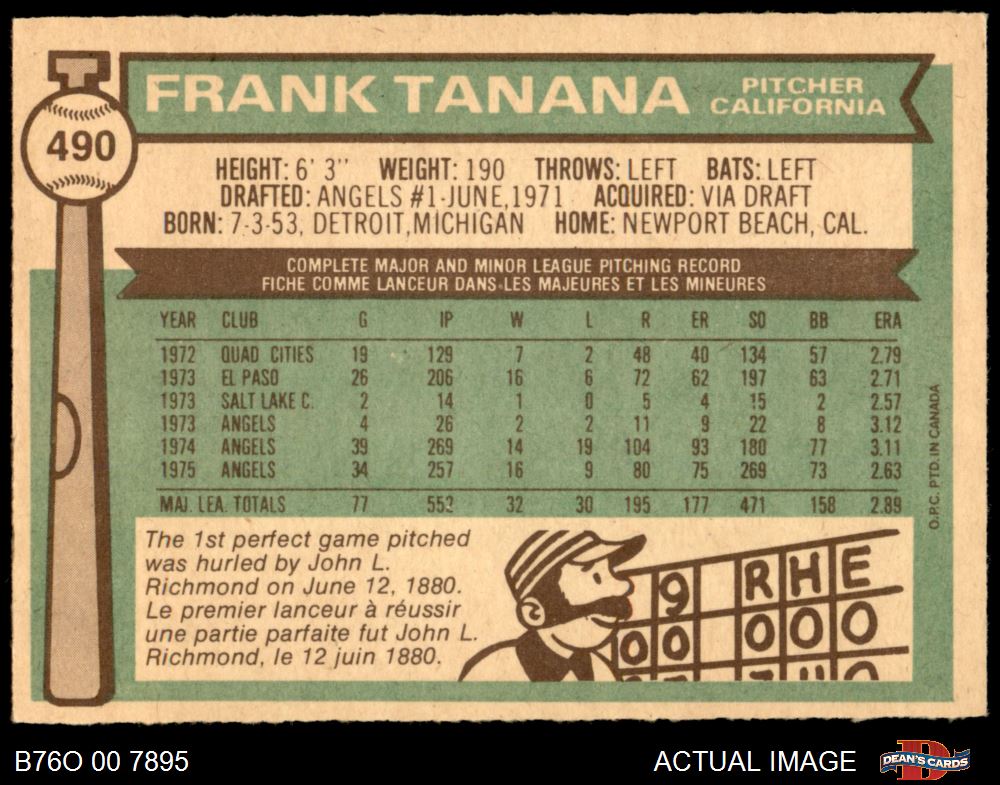 FRANK TANANA PITCHER
CALIFORNIA
490
HEIGHT: 6' 3" WEIGHT: 190 THROWS: LEFT BATS: LEFT
DRAFTED: ANGELS #1-JUNE, 1971 ACQUIRED: VIA DRAFT
BORN: 7-3-53, DETROIT, MICHIGAN HOME: NEWPORT BEACH, CAL.
COMPLETE MAJOR AND MINOR LEAGUE PITCHING RECORD
FICHE COMME LANCEUR DANS LES MAJEURES ET LES MINEURES
YEAR CLUB G IP W L R ER SO BB ERA
1972 QUAD CITIES 19 129 7 2 48 40 134 57 2.79
1973 EL PASO 26 206 16 6 72 62 197 63 2.71
1973 SALT LAKE C. 2 14 1 0 5 4 15 2 2.57
1973 ANGELS 4 26 2 2 11 9 22 8 3.12
1974 ANGELS 39 269 14 19 104 93 180 77 3.11
1975 ANGELS 34 257 16 9 80 75 269 73 2.63
MAJ. LEA. TOTALS 77 552 32 30 195 177 471 158 2.89
O.P.C. PTD. IN CANADA
The 1st perfect game pitched
was hurled by John L.
Richmond on June 12, 1880.
Le premier lanceur à réussir
une partie parfaite fut John L.
Richmond, le 12 juin 1880.
9 R H E
0 0 0 0 0
B76O 00 7895 ACTUAL IMAGE DEAN'S CARDS